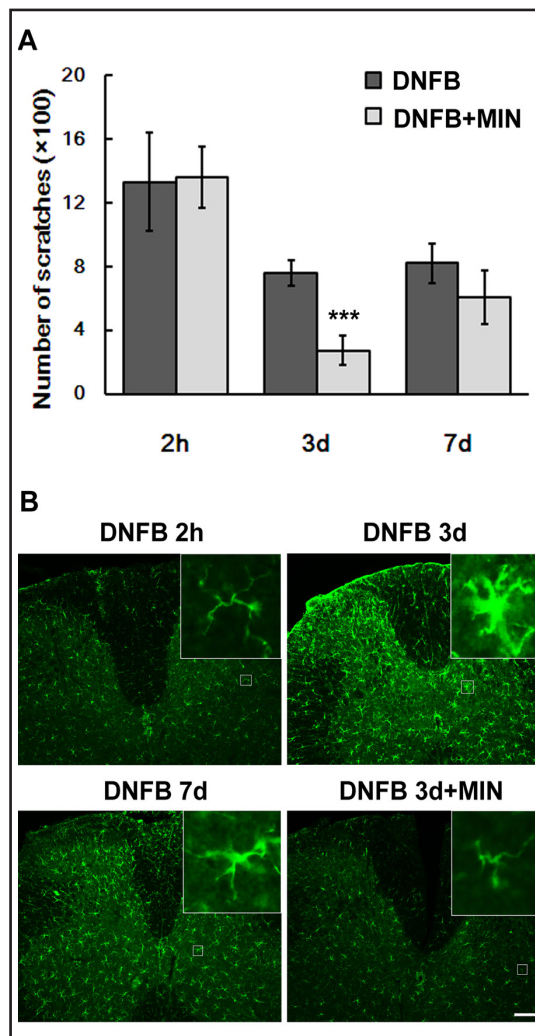 A
Number of scratches (×100)
20
16
12
8
4
0
DNFB
DNFB+MIN
***
2h 3d 7d
B
DNFB 2h DNFB 3d
DNFB 7d DNFB 3d+MIN